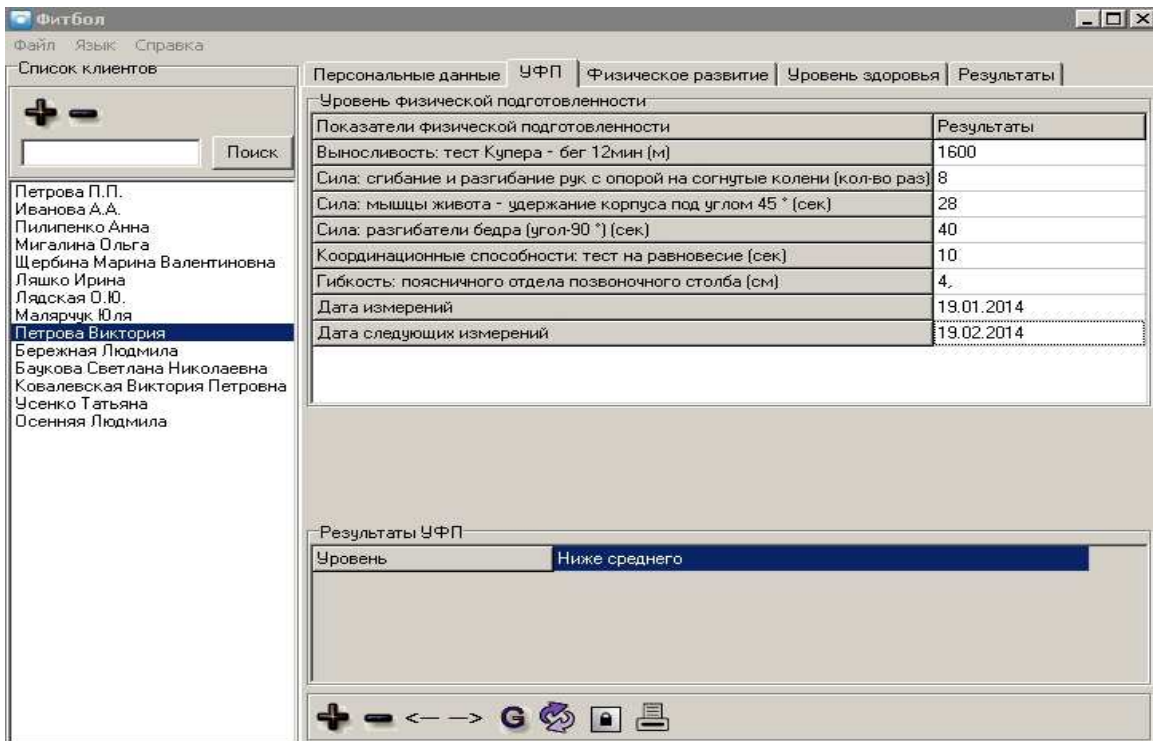 Фитбол
Файл Язык Справка
Список клиентов
Поиск
Петрова П.П.
Иванова А.А.
Пилипенко Анна
Мигалина Ольга
Щербина Марина Валентиновна
Ляшко Ирина
Лядская О.Ю.
Малярчук Юля
Петрова Виктория
Бережная Людмила
Баукова Светлана Николаевна
Ковалевская Виктория Петровна
Усенко Татьяна
Осенняя Людмила
Персональные данные УФП Физическое развитие Уровень здоровья Результаты
Уровень физической подготовленности
Показатели физической подготовленности Результаты
Выносливость: тест Купера - бег 12мин (м) 1600
Сила: сгибание и разгибание рук с опорой на согнутые колени (кол-во раз) 8
Сила: мышцы живота - удержание корпуса под углом 45 ° (сек) 28
Сила: разгибатели бедра (угол-90 °) (сек) 40
Координационные способности: тест на равновесие (сек) 10
Гибкость: поясничного отдела позвоночного столба (см) 4,
Дата измерений 19.01.2014
Дата следующих измерений 19.02.2014
Результаты УФП
Уровень Ниже среднего
<-- --> G